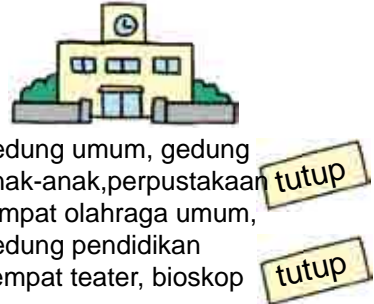 edung umum, gedung
nak-anak,perpustakaan
mpat olahraga umum,
edung pendidikan
empat teater, bioskop
tutup
tutup